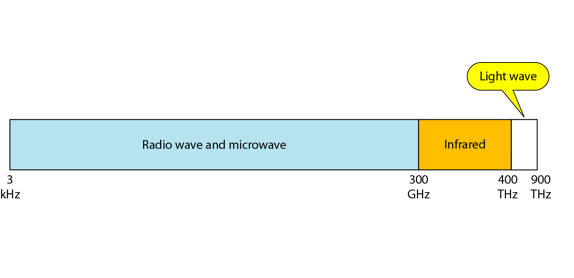 Light wave
Radio wave and microwave
Infrared
3
kHz
300
GHz
400
THz
900
THz